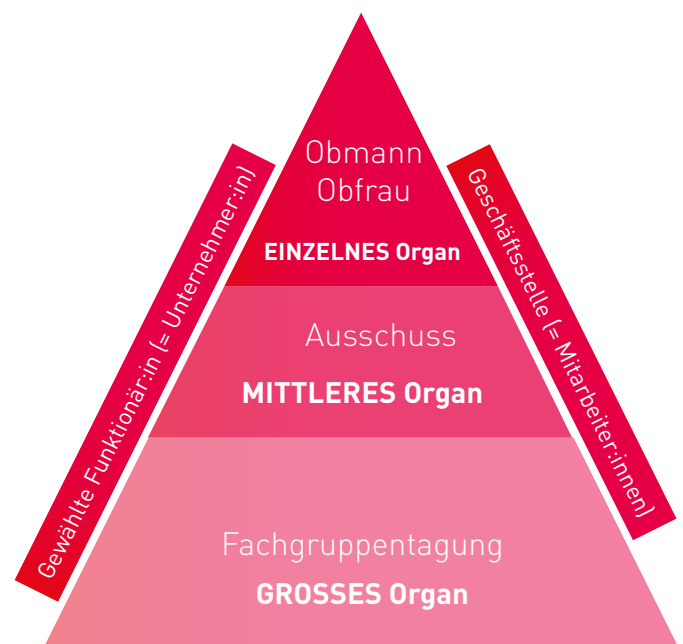 Obmann
Obfrau
EINZELNES Organ
Ausschuss
MITTLERES Organ
Fachgruppentagung
GROSSES Organ
Gewählte Funktionär:in (= Unternehmer:in)
Geschäftsstelle (= Mitarbeiter:innen)